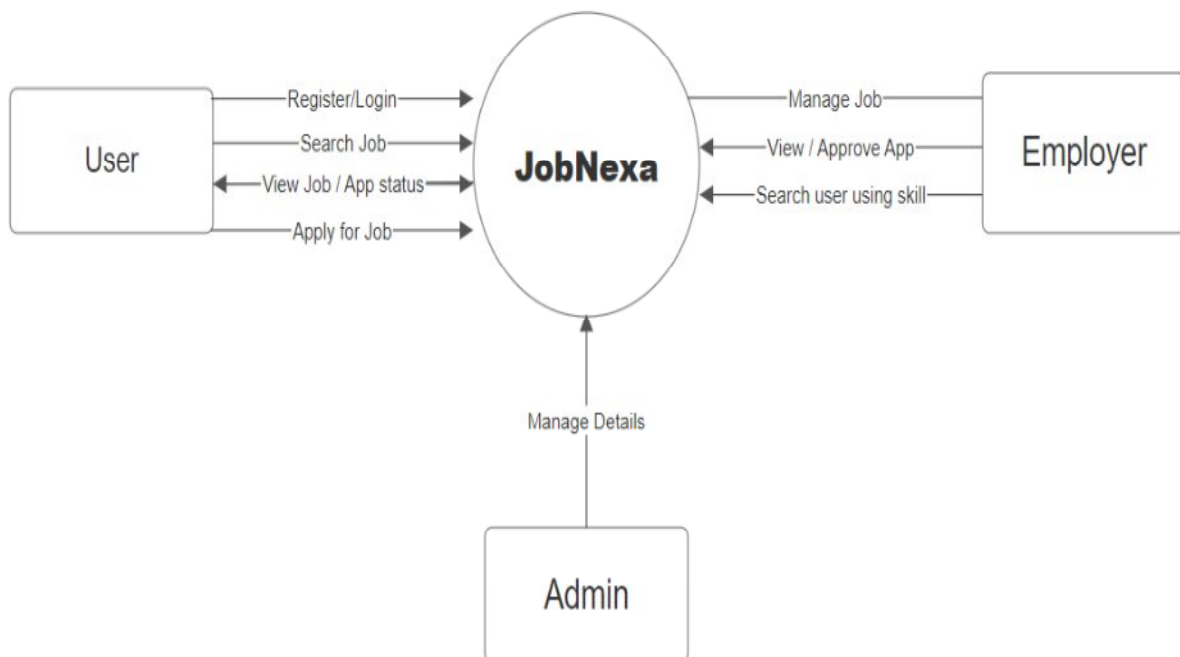 User
Register/Login
Search Job
View Job / App status
Apply for Job
JobNexa
Manage Job
View / Approve App
Search user using skill
Employer
Manage Details
Admin